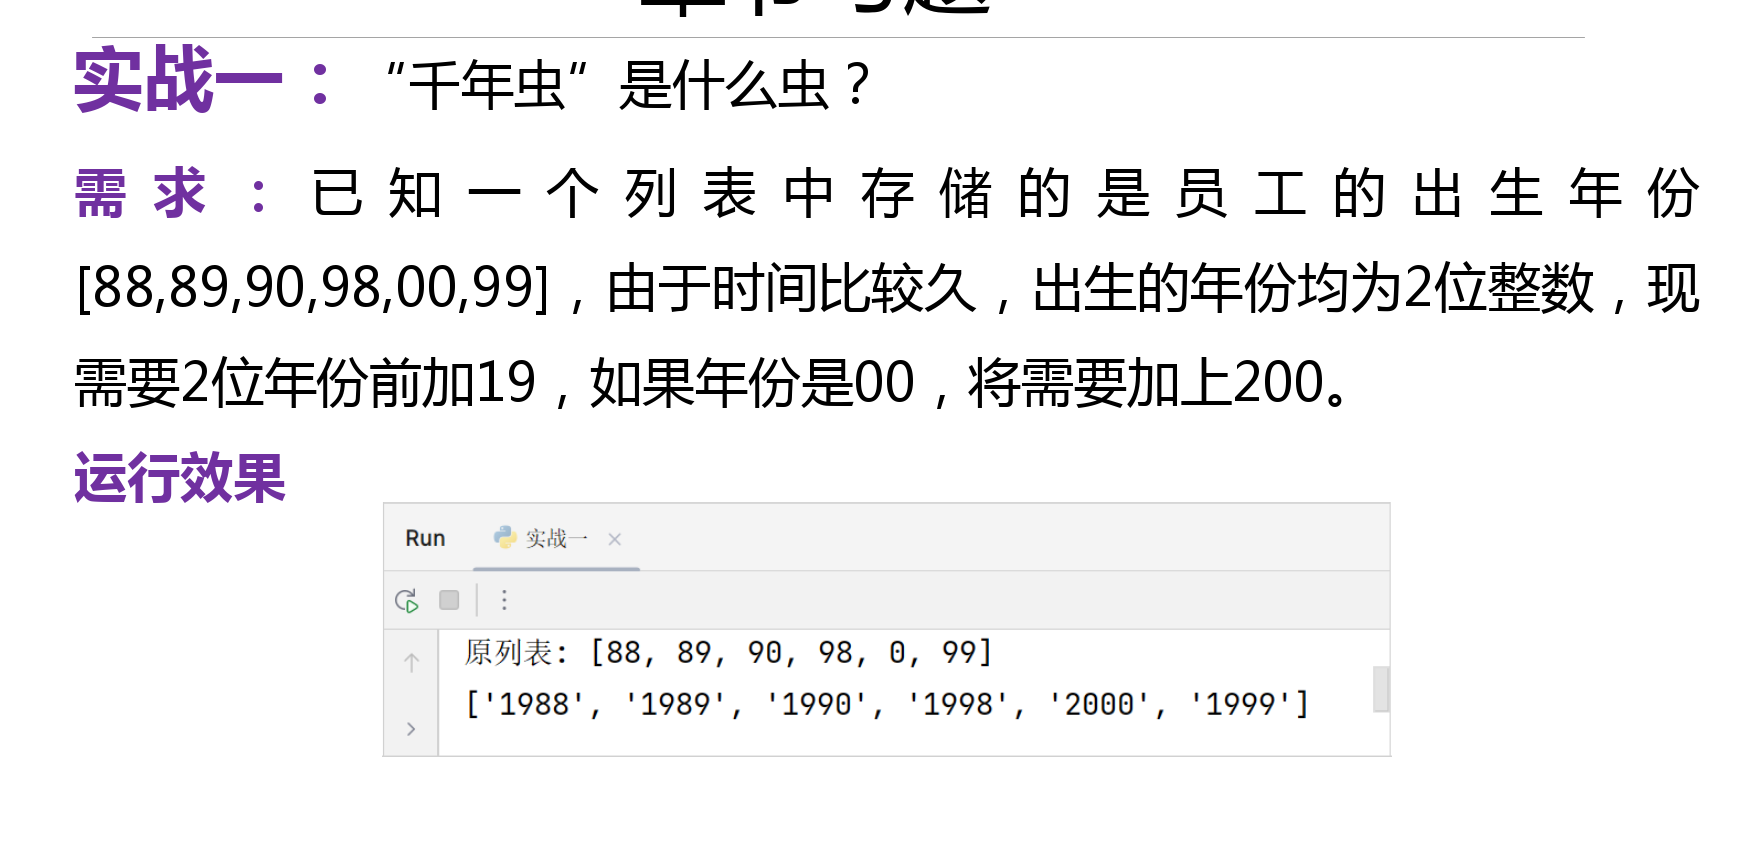 实战一：“千年虫”是什么虫？
需求：已知一个列表中存储的是员工的出生年份
[88,89,90,98,00,99]，由于时间比较久，出生的年份均为2位整数，现
需要2位年份前加19，如果年份是00，将需要加上200。
运行效果
Run 实战一
原列表: [88, 89, 90, 98, 0, 99]
['1988', '1989', '1990', '1998', '2000', '1999']